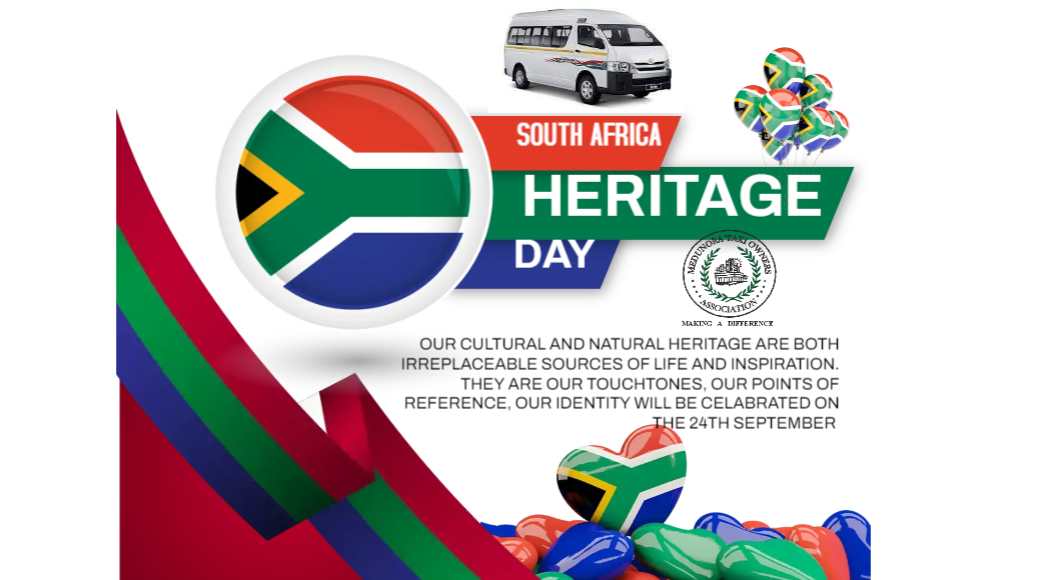 SOUTH AFRICA
HERITAGE
DAY
MEDUNORA TAXI OWNERS
ASSOCIATION
MAKING A DIFFERENCE
OUR CULTURAL AND NATURAL HERITAGE ARE BOTH
IRREPLACEABLE SOURCES OF LIFE AND INSPIRATION.
THEY ARE OUR TOUCHTONES, OUR POINTS OF
REFERENCE, OUR IDENTITY WILL BE CELABRATED ON
THE 24TH SEPTEMBER